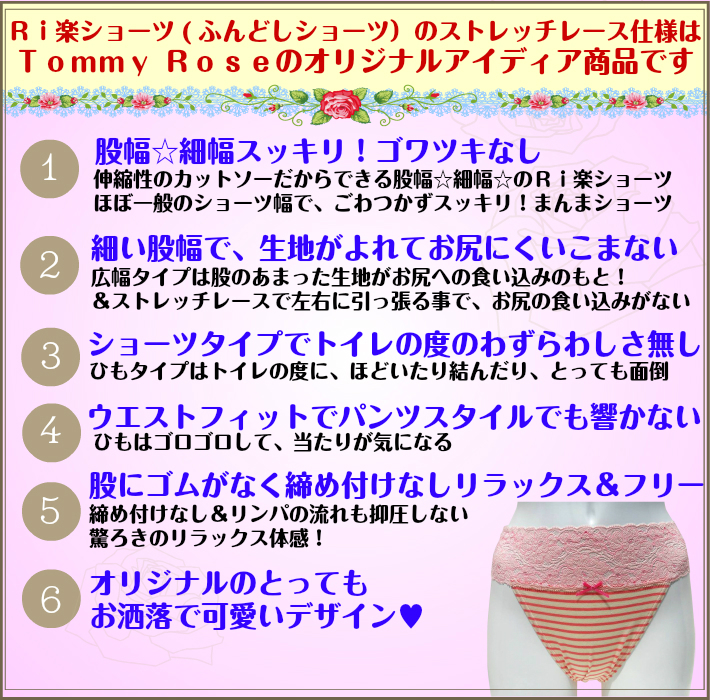 Ｒｉ楽ショーツ(ふんどしショーツ）のストレッチレース仕様は
Ｔｏｍｍｙ Ｒｏｓｅのオリジナルアイディア商品です
1
股幅☆細幅スッキリ！ゴワツキなし
伸縮性のカットソーだからできる股幅☆細幅☆のＲｉ楽ショーツ
ほぼ一般のショーツ幅で、ごわつかずスッキリ！まんまショーツ
2
細い股幅で、生地がよれてお尻にくいこまない
広幅タイプは股のあまった生地がお尻への食い込みのもと！
＆ストレッチレースで左右に引っ張る事で、お尻の食い込みがない
3
ショーツタイプでトイレの度のわずらわしさ無し
ひもタイプはトイレの度に、ほどいたり結んだり、とっても面倒
4
ウエストフィットでパンツスタイルでも響かない
ひもはゴロゴロして、当たりが気になる
5
股にゴムがなく締め付けなしリラックス＆フリー
締め付けなし＆リンパの流れも抑圧しない
驚ろきのリラックス体感！
6
オリジナルのとっても
お洒落で可愛いデザイン♥